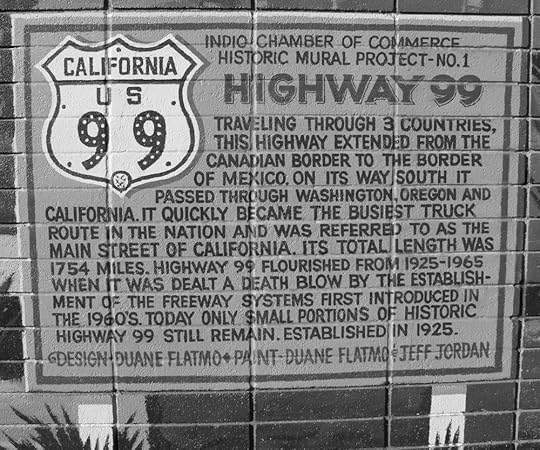 CALIFORNIA
U S
99
INDIO CHAMBER OF COMMERCE
HISTORIC MURAL PROJECT-NO.1
HIGHWAY 99
TRAVELING THROUGH 3 COUNTRIES,
THIS HIGHWAY EXTENDED FROM THE
CANADIAN BORDER TO THE BORDER
OF MEXICO, ON ITS WAY SOUTH IT
PASSED THROUGH WASHINGTON, OREGON AND
CALIFORNIA. IT QUICKLY BECAME THE BUSIEST TRUCK
ROUTE IN THE NATION AND WAS REFERRED TO AS THE
MAIN STREET OF CALIFORNIA. ITS TOTAL LENGTH WAS
1754 MILES. HIGHWAY 99 FLOURISHED FROM 1925-1965
WHEN IT WAS DEALT A DEATH BLOW BY THE ESTABLISH-
MENT OF THE FREEWAY SYSTEMS FIRST INTRODUCED IN
THE 1960'S. TODAY ONLY SMALL PORTIONS OF HISTORIC
HIGHWAY 99 STILL REMAIN. ESTABLISHED IN 1925.
DESIGN-DUANE FLATMO♦PAINT-DUANE FLATMO & JEFF JORDAN